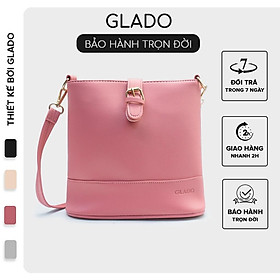 GLADO
BẢO HÀNH TRỌN ĐỜI
THIẾT KẾ BỞI GLADO
GLADO
7
ĐỔI TRẢ
TRONG 7 NGÀY
2H
GIAO HÀNG
NHANH 2H
BẢO HÀNH
TRỌN ĐỜI